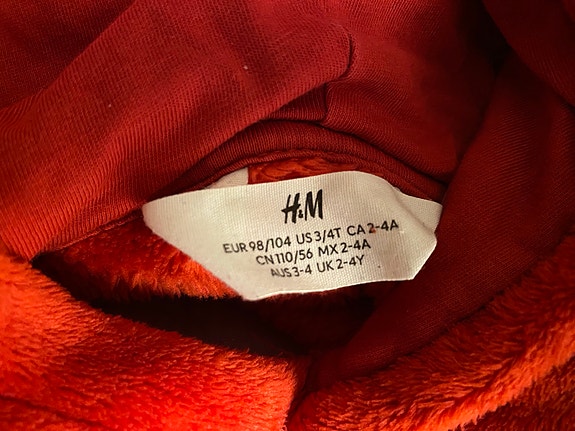 H&M
EUR 98/104 US 3/4T CA 2-4A
CN 110/56 MX 2-4A
AUS 3-4 UK 2-4Y